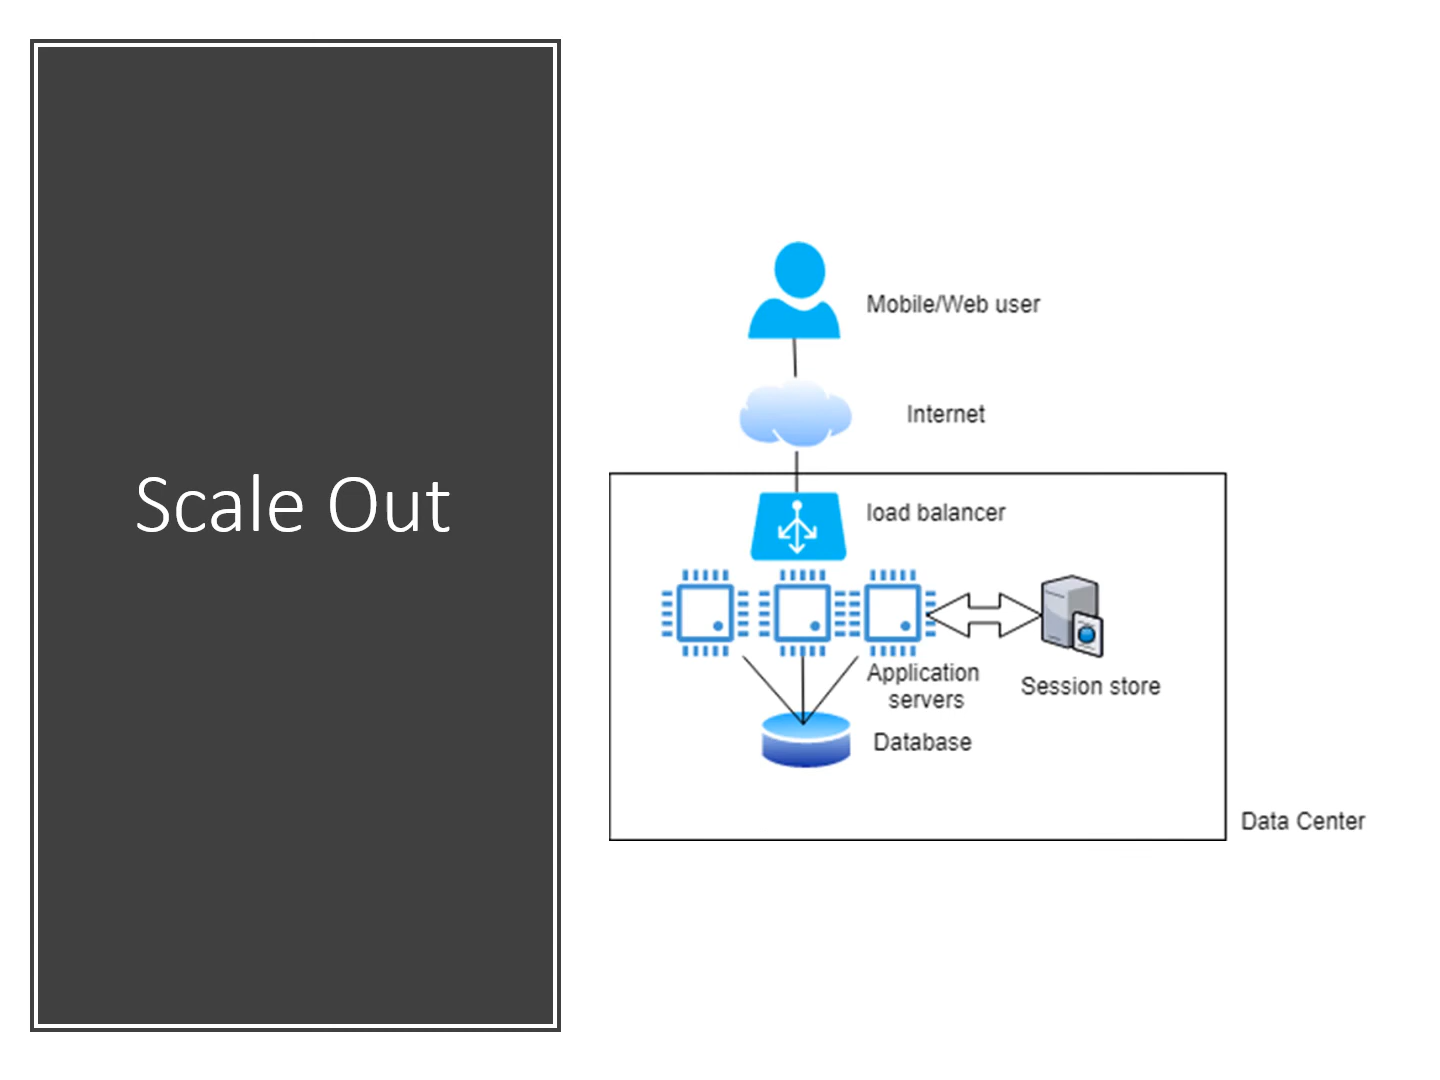 Scale Out
Mobile/Web user
Internet
load balancer
Application
servers
Session store
Database
Data Center